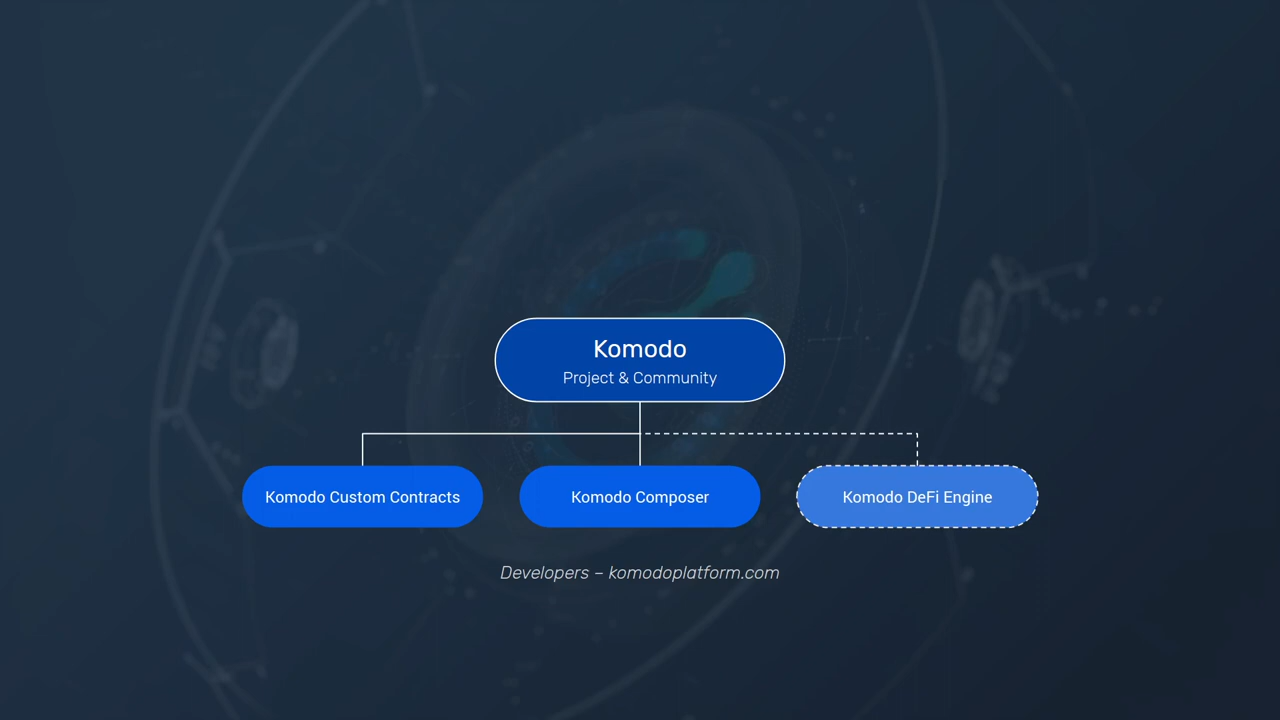 Komodo
Project & Community
Komodo Custom Contracts
Komodo Composer
Komodo DeFi Engine
Developers – komodoplatform.com